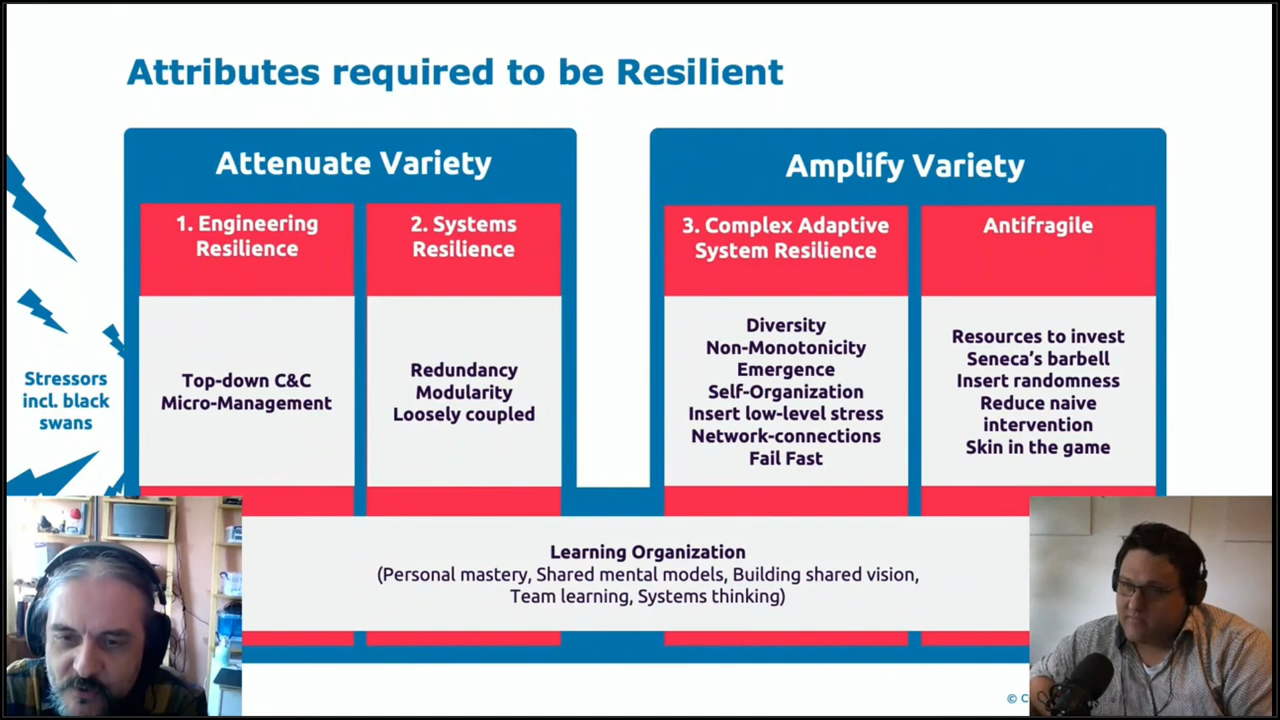 Attributes required to be Resilient
Attenuate Variety
Amplify Variety
1. Engineering
Resilience
2. Systems
Resilience
3. Complex Adaptive
System Resilience
Antifragile
Stressors
incl. black
swans
Top-down C&C
Micro-Management
Redundancy
Modularity
Loosely coupled
Diversity
Non-Monotonicity
Emergence
Self-Organization
Insert low-level stress
Network-connections
Fail Fast
Resources to invest
Seneca’s barbell
Insert randomness
Reduce naive
intervention
Skin in the game
Learning Organization
(Personal mastery, Shared mental models, Building shared vision,
Team learning, Systems thinking)
©